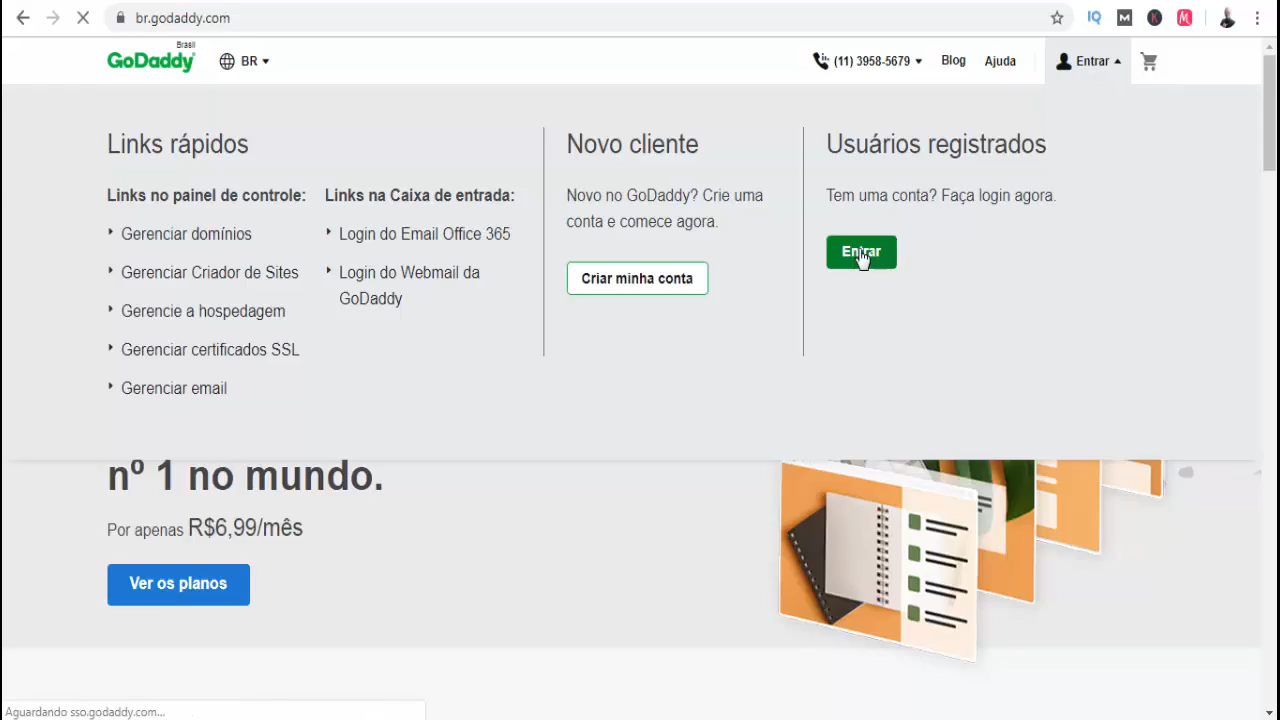 br.godaddy.com
Brasil
GoDaddy
BR
(11) 3958-5679
Blog
Ajuda
Entrar
Links rápidos
Links no painel de controle:
Gerenciar domínios
Gerenciar Criador de Sites
Gerencie a hospedagem
Gerenciar certificados SSL
Gerenciar email
Links na Caixa de entrada:
Login do Email Office 365
Login do Webmail da
GoDaddy
Novo cliente
Novo no GoDaddy? Crie uma
conta e comece agora.
Criar minha conta
Usuários registrados
Tem uma conta? Faça login agora.
Entrar
nº 1 no mundo.
Por apenas R$6,99/mês
Ver os planos
Aguardando sso.godaddy.com...